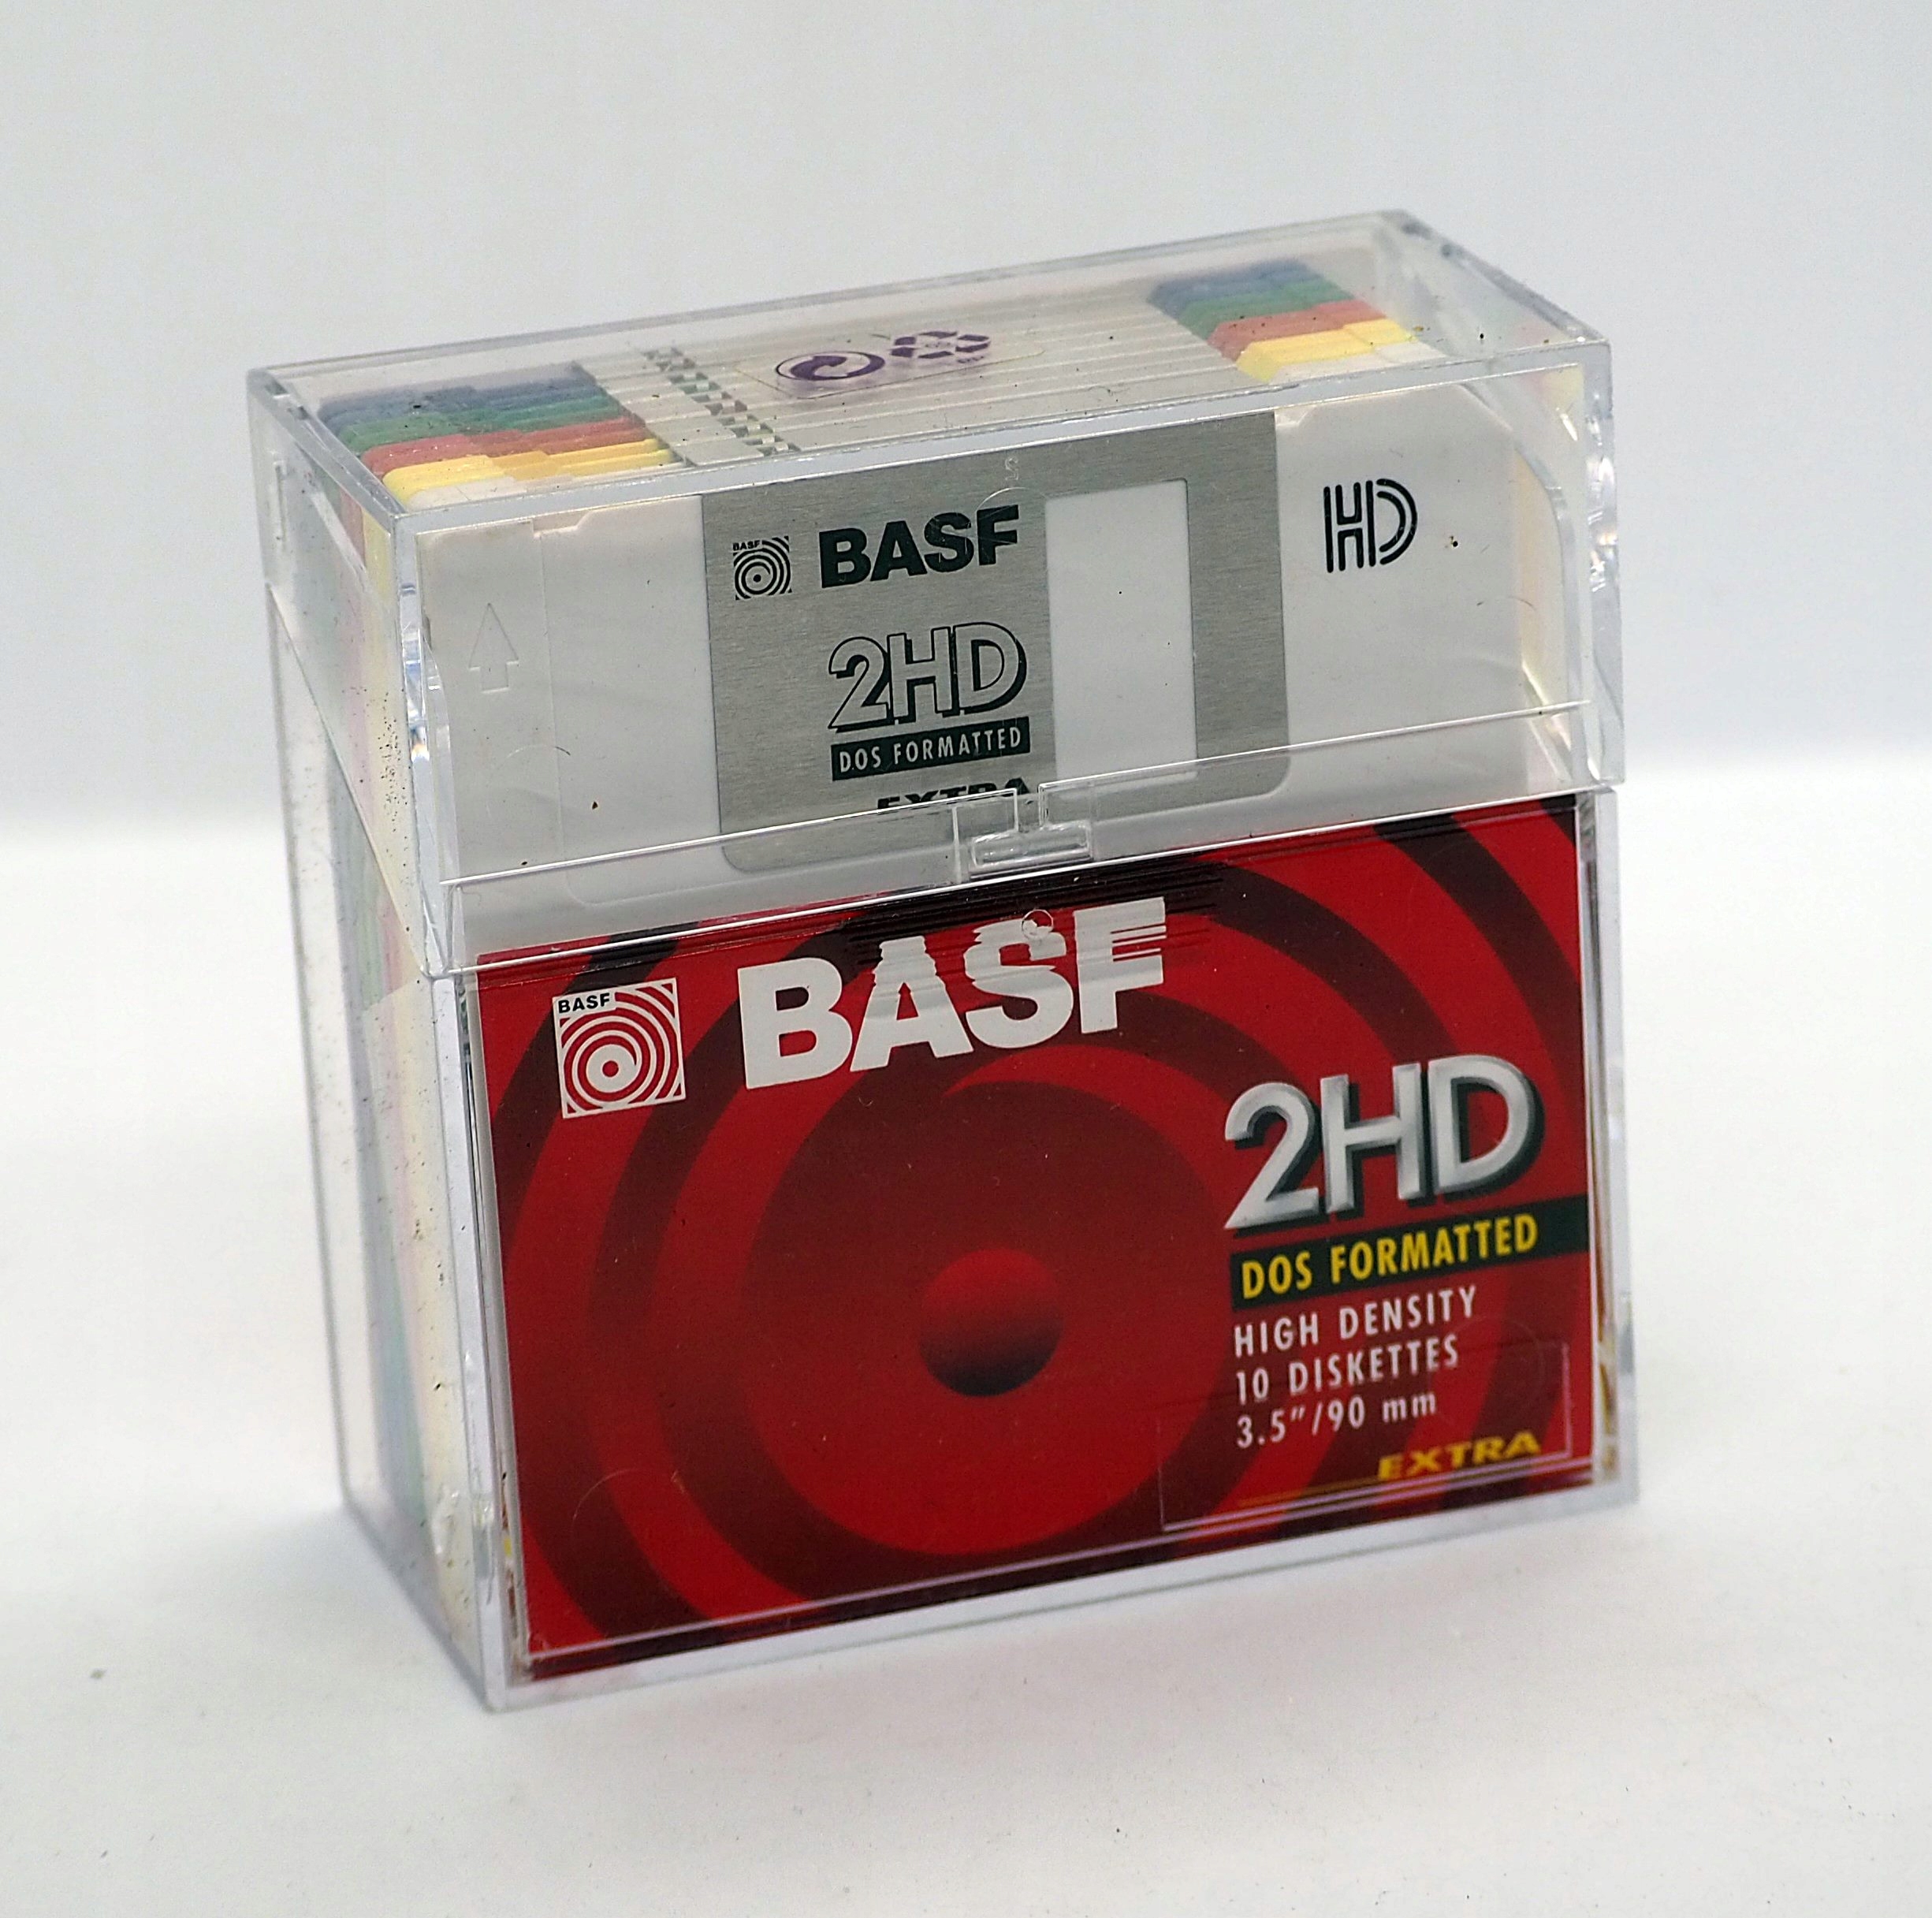 BASF
BASF
HD
2HD
DOS FORMATTED
EXTRA
BASF
BASF
2HD
DOS FORMATTED
HIGH DENSITY
10 DISKETTES
3.5"/90 mm
EXTRA